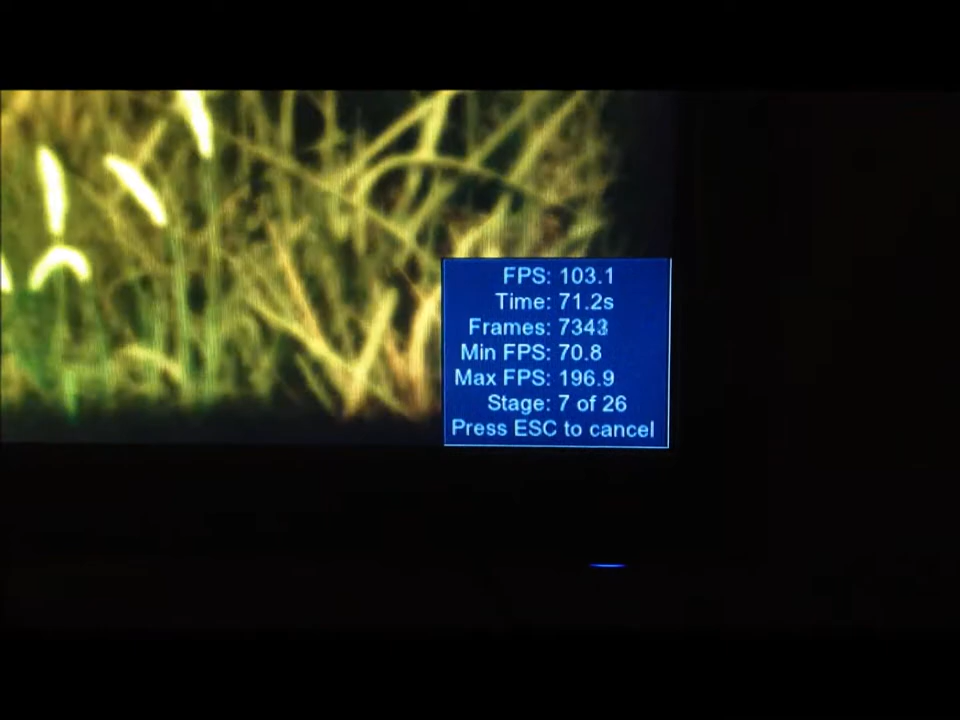 FPS: 103.1
Time: 71.2s
Frames: 7343
Min FPS: 70.8
Max FPS: 196.9
Stage: 7 of 26
Press ESC to cancel